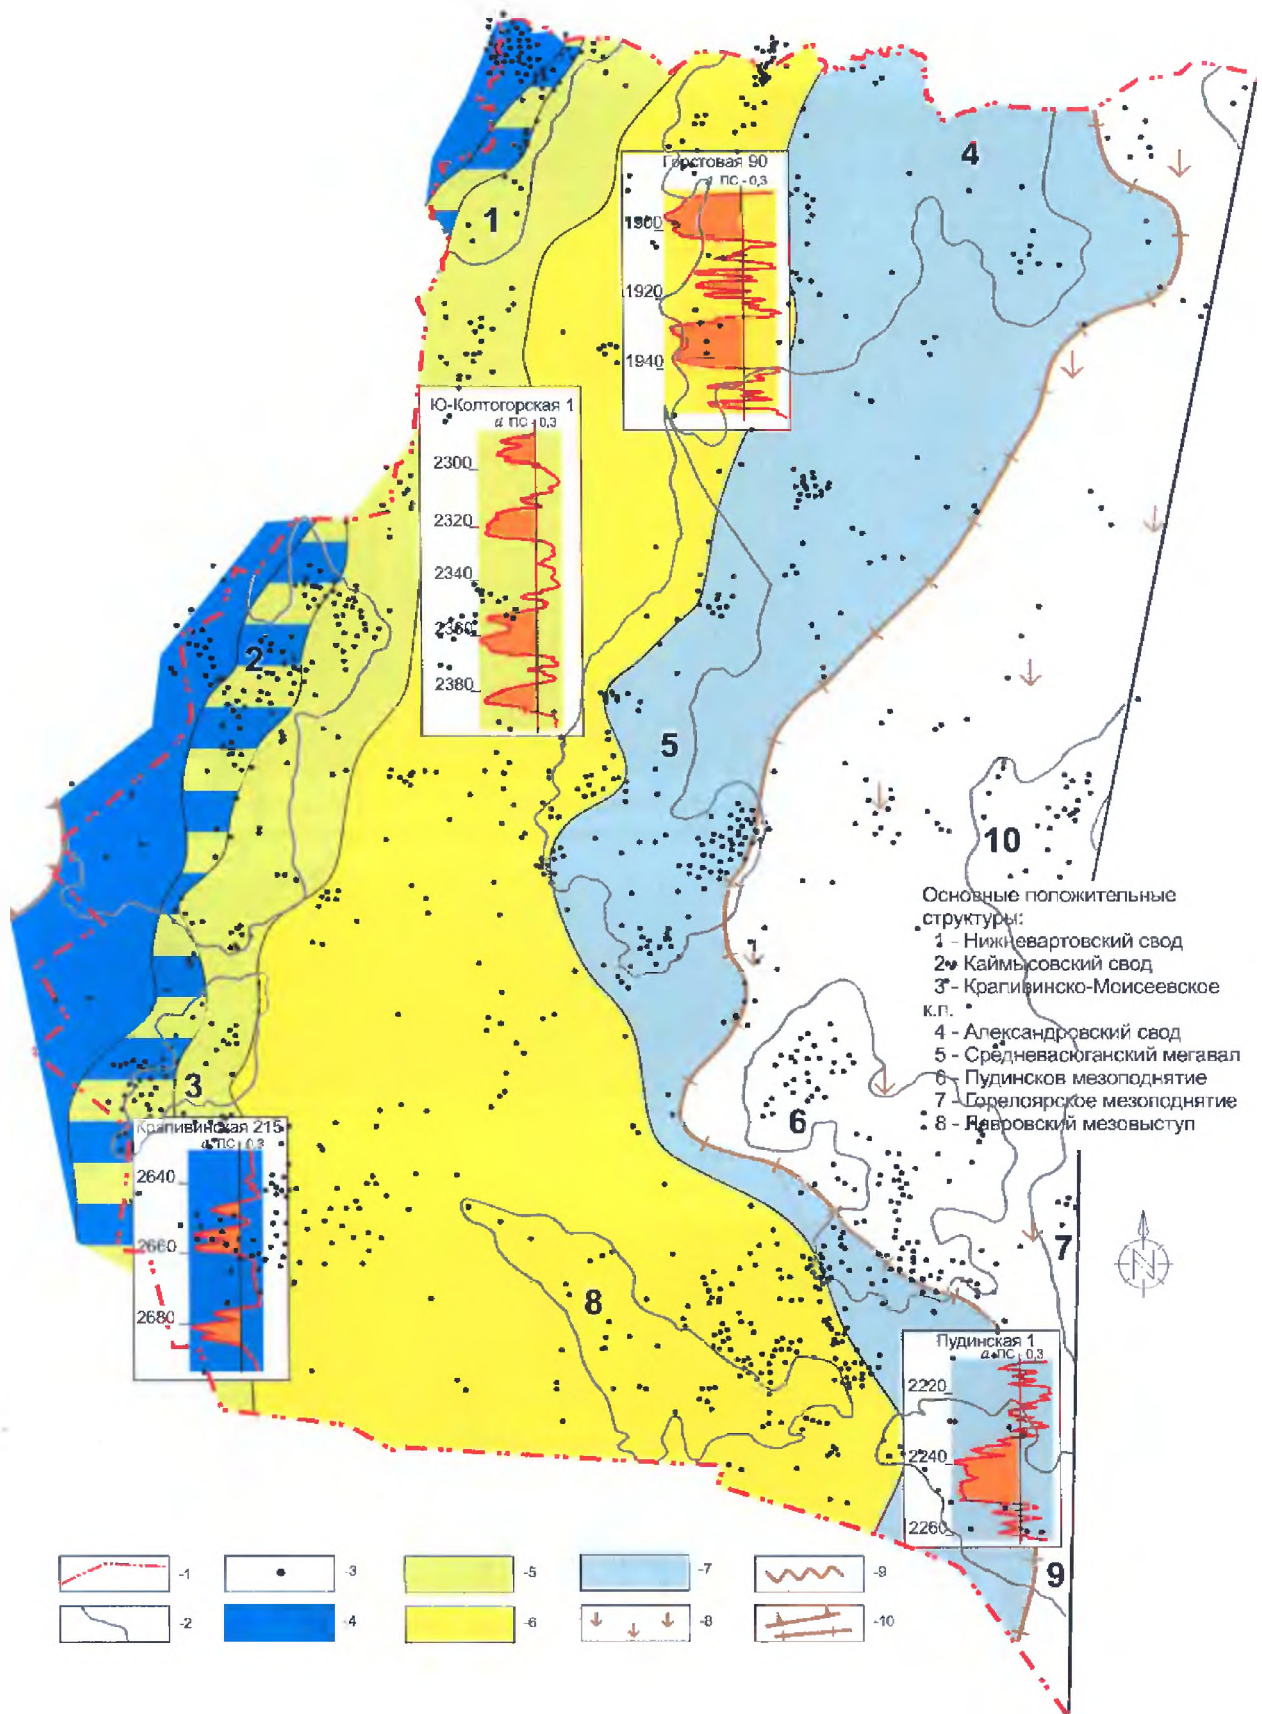 4
Горстовая 90
ПС - 0,3
1900
1920
1940
1
Ю-Колтогорская 1
α ПС - 0,3
2300
2320
2340
2360
2380
2
5
10
Основные положительные
структуры:
1 - Нижневартовский свод
2 - Каймысовский свод
3 - Крапивинско-Моисеевское
к.п.
4 - Александровский свод
5 - Средневасюганский мегавал
6 - Пудинское мезоподнятие
7 - Горелоярское мезоподнятие
8 - Лавровский мезовыступ
3
6
Крапивинская 215
α ПС 0,3
2640
2660
2680
7
N
8
Пудинская 1
α ПС 0,3
2220
2240
2260
9
-1 -3 -5 -7 -9
-2 -4 -6 -8 -10